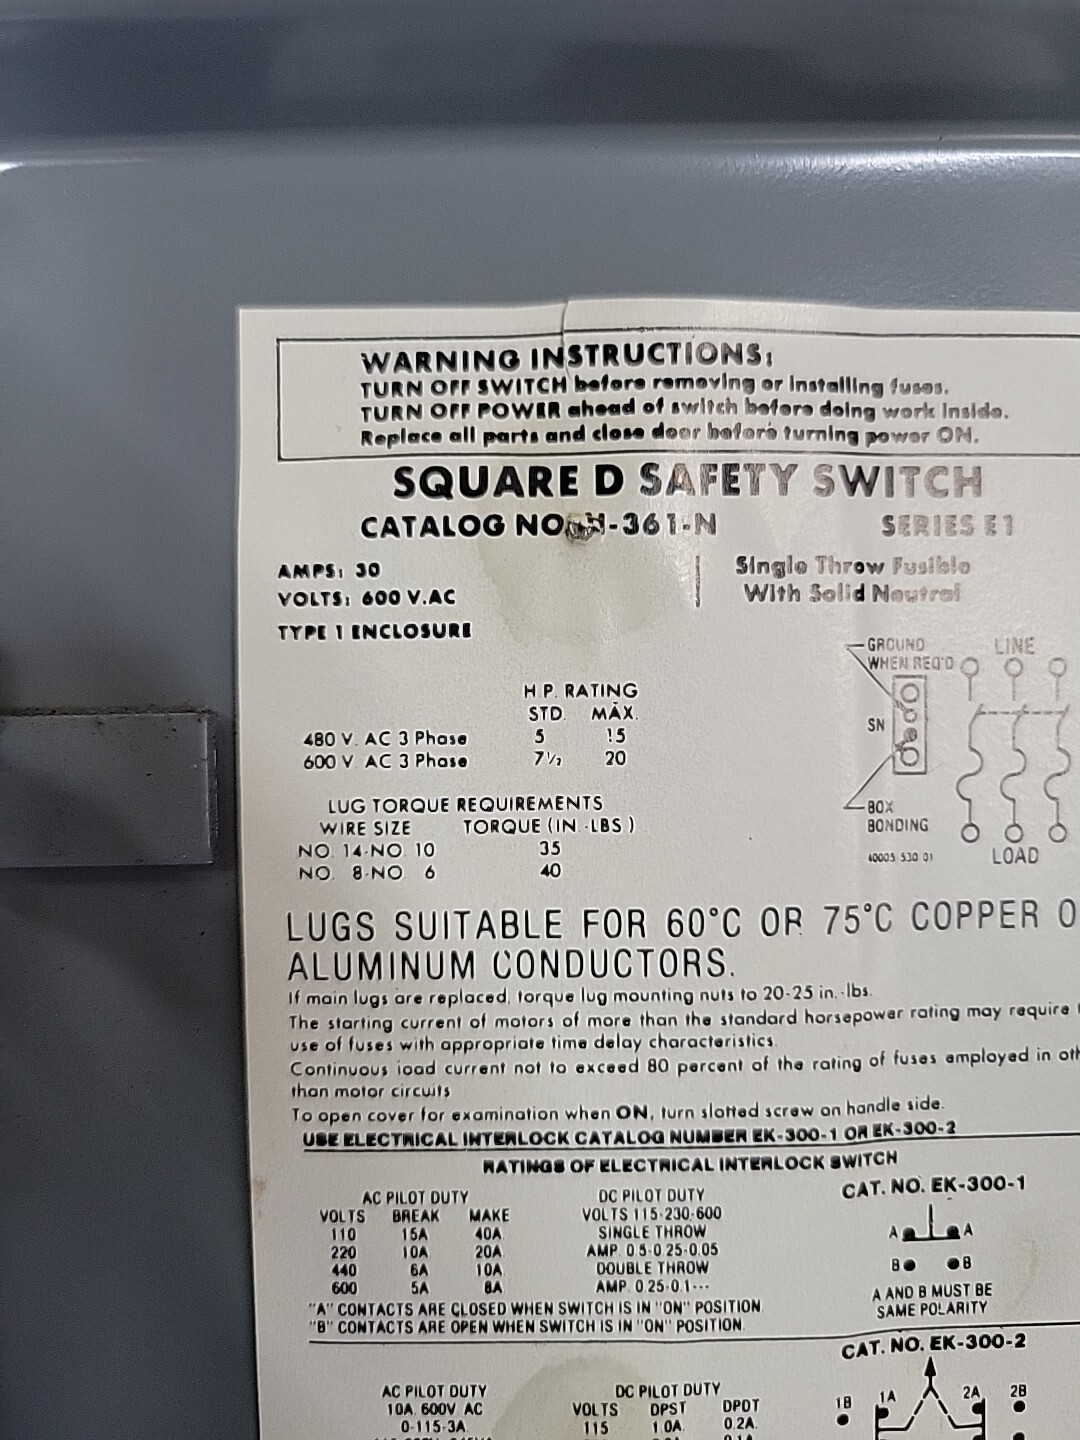 WARNING INSTRUCTIONS:
TURN OFF SWITCH before removing or installing fuses.
TURN OFF POWER ahead of switch before doing work inside.
Replace all parts and close door before turning power ON.
SQUARE D SAFETY SWITCH
CATALOG NO. H-361-N SERIES E1
AMPS: 30
VOLTS: 600 V.AC
TYPE 1 ENCLOSURE
Single Throw Fusible
With Solid Neutral
GROUND
WHEN REQ'D
LINE
SN
BOX
BONDING
40005 530 01
LOAD
H P. RATING
STD. MAX.
480 V. AC 3 Phase 5 15
600 V AC 3 Phase 7½ 20
LUG TORQUE REQUIREMENTS
WIRE SIZE TORQUE (IN.-LBS.)
NO. 14-NO. 10 35
NO. 8-NO. 6 40
LUGS SUITABLE FOR 60°C OR 75°C COPPER
ALUMINUM CONDUCTORS.
If main lugs are replaced, torque lug mounting nuts to 20-25 in.-lbs.
The starting current of motors of more than the standard horsepower rating may require
use of fuses with appropriate time delay characteristics.
Continuous load current not to exceed 80 percent of the rating of fuses employed in
than motor circuits
To open cover for examination when ON, turn slotted screw on handle side.
USE ELECTRICAL INTERLOCK CATALOG NUMBER EK-300-1 OR EK-300-2
RATINGS OF ELECTRICAL INTERLOCK SWITCH
AC PILOT DUTY
VOLTS BREAK MAKE
110 15A 40A
220 10A 20A
440 6A 10A
600 5A 8A
DC PILOT DUTY
VOLTS 115-230-600
SINGLE THROW
AMP. 0.5-0.25-0.05
DOUBLE THROW
AMP. 0.25-0.1---
CAT. NO. EK-300-1
A A
B B
A AND B MUST BE
SAME POLARITY
"A" CONTACTS ARE CLOSED WHEN SWITCH IS IN "ON" POSITION.
"B" CONTACTS ARE OPEN WHEN SWITCH IS IN "ON" POSITION.
CAT. NO. EK-300-2
AC PILOT DUTY
10A. 600V. AC
0-115-3A.
DC PILOT DUTY
VOLTS DPST DPDT
115 1.0A. 0.2A.
0.1A
1B 1A 2A 2B